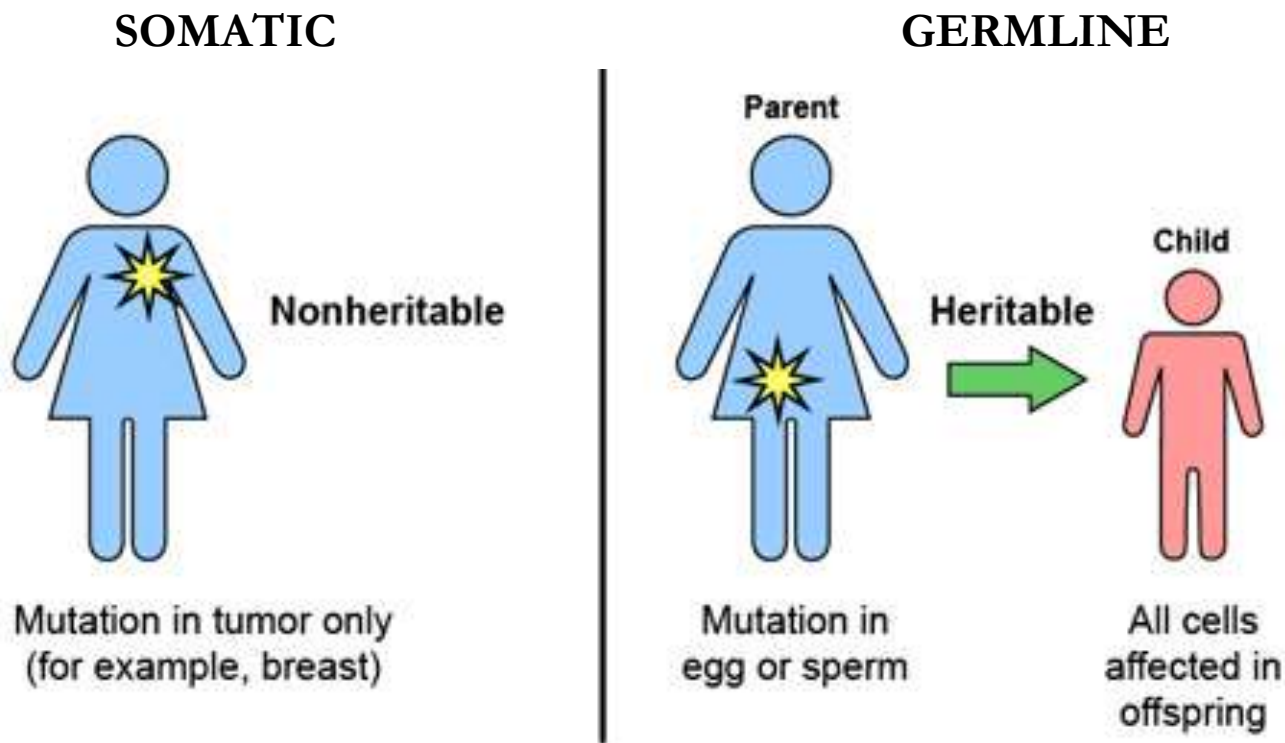 SOMATIC
Nonheritable
Mutation in tumor only
(for example, breast)
GERMLINE
Parent
Child
Heritable
Mutation in
egg or sperm
All cells
affected in
offspring